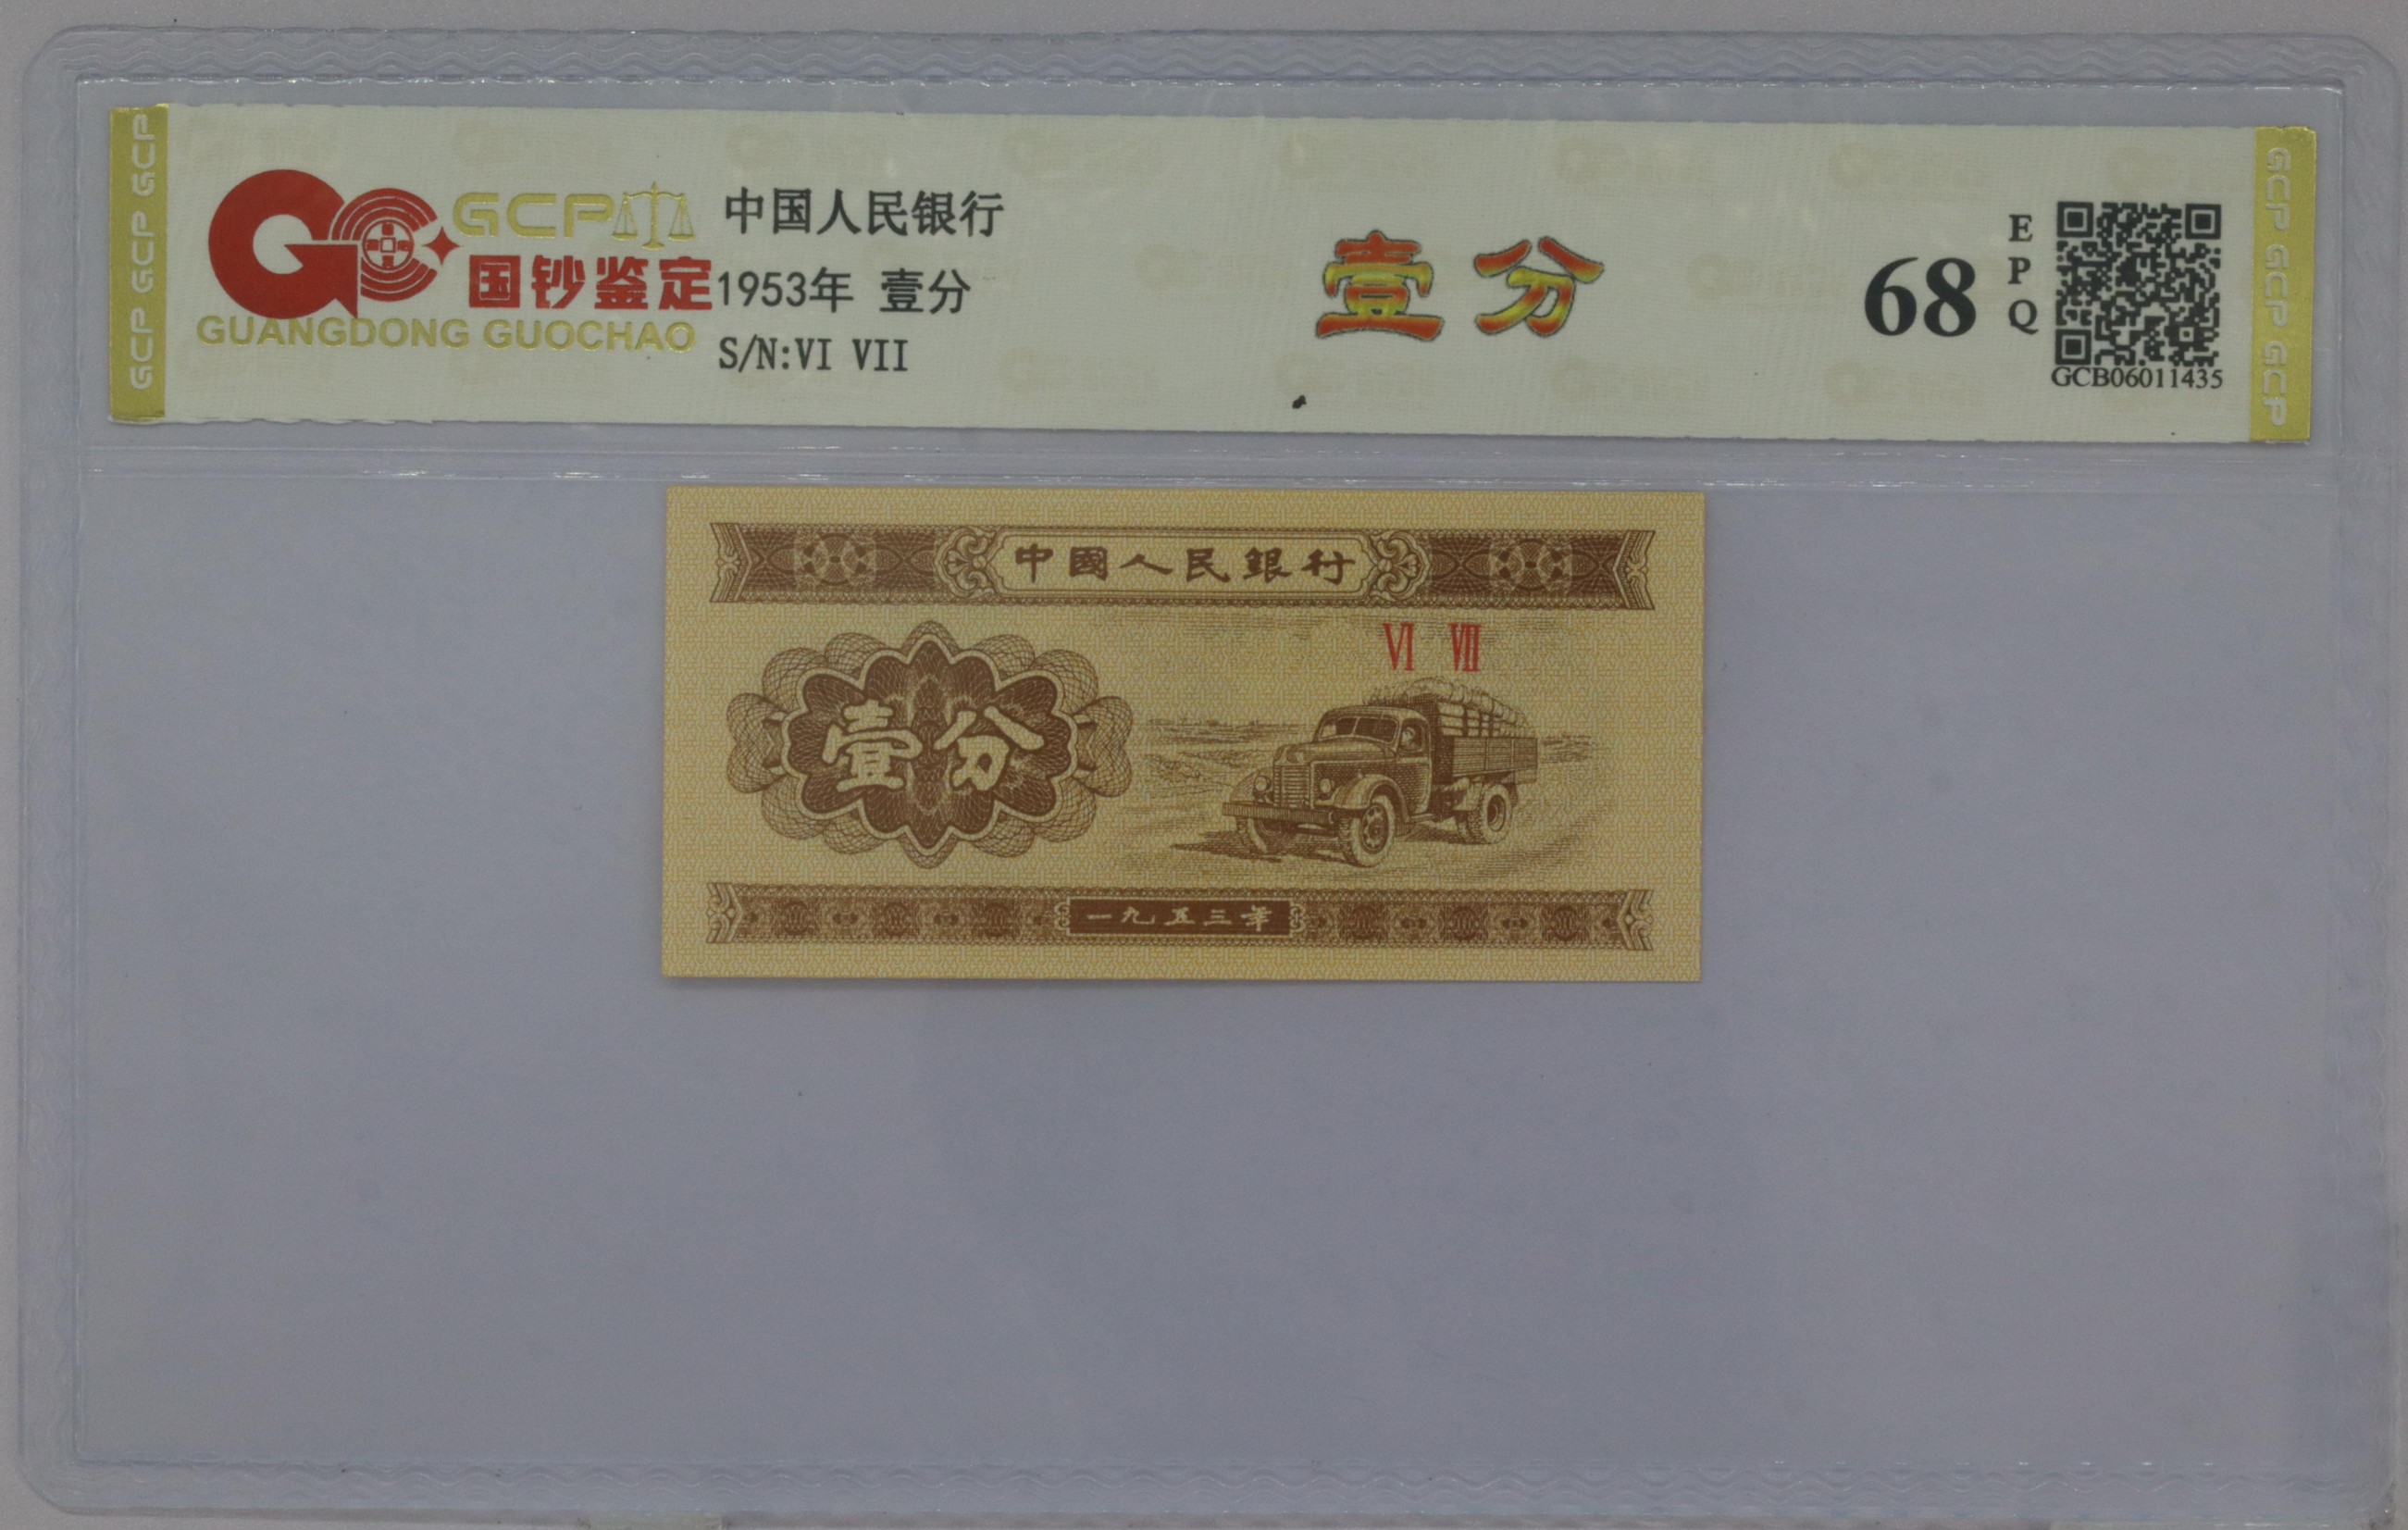 GCP GCP GCP
GCP
国钞鉴定
GUANGDONG GUOCHAO
中国人民银行
1953年 壹分
S/N:VI VII
壹分
68
EPQ
GCB06011435
GCP GCP GCP
中國人民銀行
VI VII
壹分
一九五三年